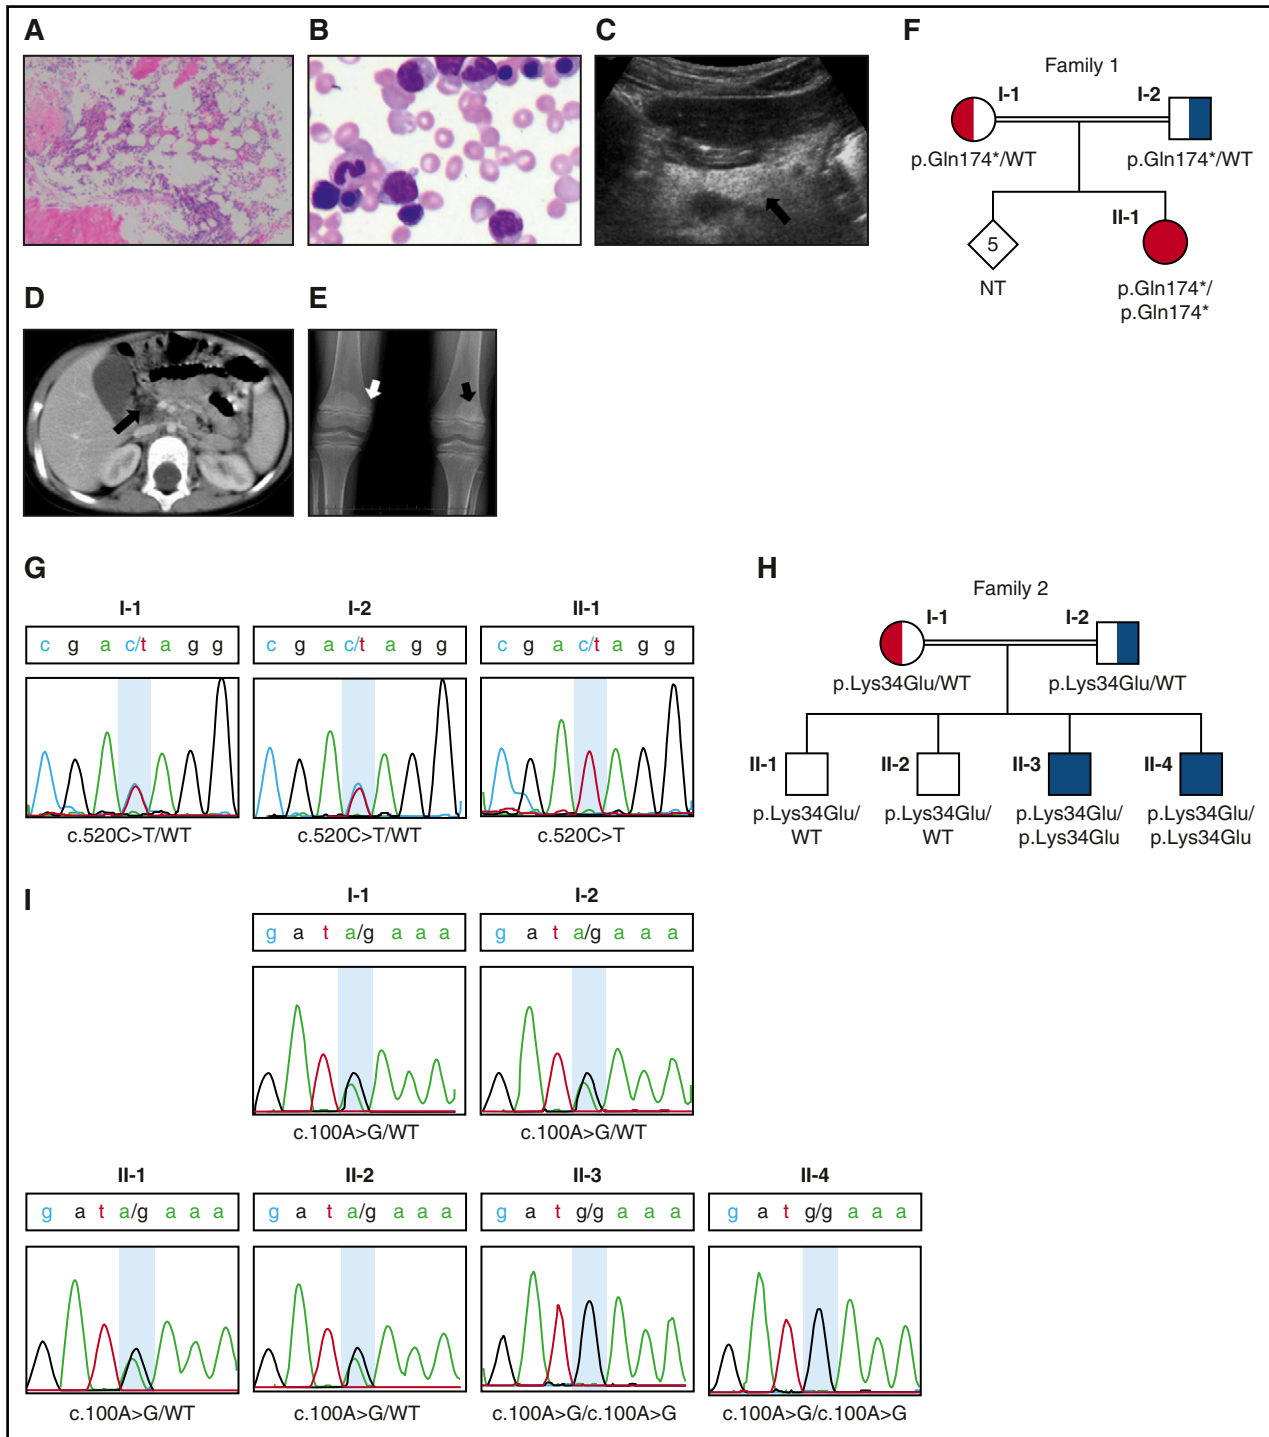 A
B
C
F
Family 1
I-1
I-2
p.Gln174*/WT
p.Gln174*/WT
II-1
5
NT
p.Gln174*/
p.Gln174*
D
E
G
I-1
I-2
II-1
c g a c/t a g g
c g a c/t a g g
c g a c/t a g g
c.520C>T/WT
c.520C>T/WT
c.520C>T
H
Family 2
I-1
I-2
p.Lys34Glu/WT
p.Lys34Glu/WT
II-1
II-2
II-3
II-4
p.Lys34Glu/
WT
p.Lys34Glu/
WT
p.Lys34Glu/
p.Lys34Glu
p.Lys34Glu/
p.Lys34Glu
I
I-1
I-2
g a t a/g a a a
g a t a/g a a a
c.100A>G/WT
c.100A>G/WT
II-1
II-2
II-3
II-4
g a t a/g a a a
g a t a/g a a a
g a t g/g a a a
g a t g/g a a a
c.100A>G/WT
c.100A>G/WT
c.100A>G/c.100A>G
c.100A>G/c.100A>G